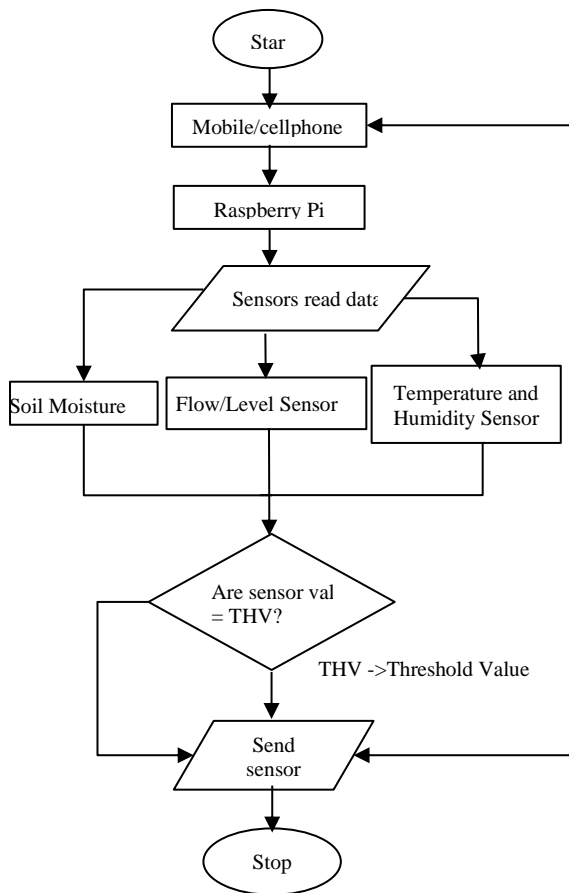 Star
Mobile/cellphone
Raspberry Pi
Sensors read data
Soil Moisture
Flow/Level Sensor
Temperature and
Humidity Sensor
Are sensor val
= THV?
THV ->Threshold Value
Send
sensor
Stop